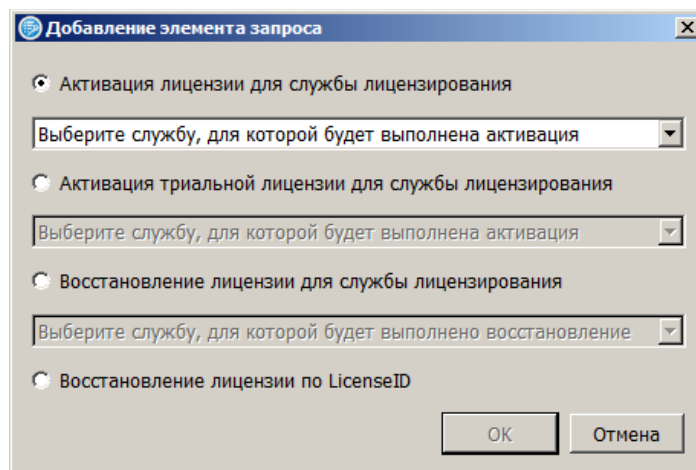 Добавление элемента запроса
Активация лицензии для службы лицензирования
Выберите службу, для которой будет выполнена активация
Активация триальной лицензии для службы лицензирования
Выберите службу, для которой будет выполнена активация
Восстановление лицензии для службы лицензирования
Выберите службу, для которой будет выполнено восстановление
Восстановление лицензии по LicenseID
OK Отмена